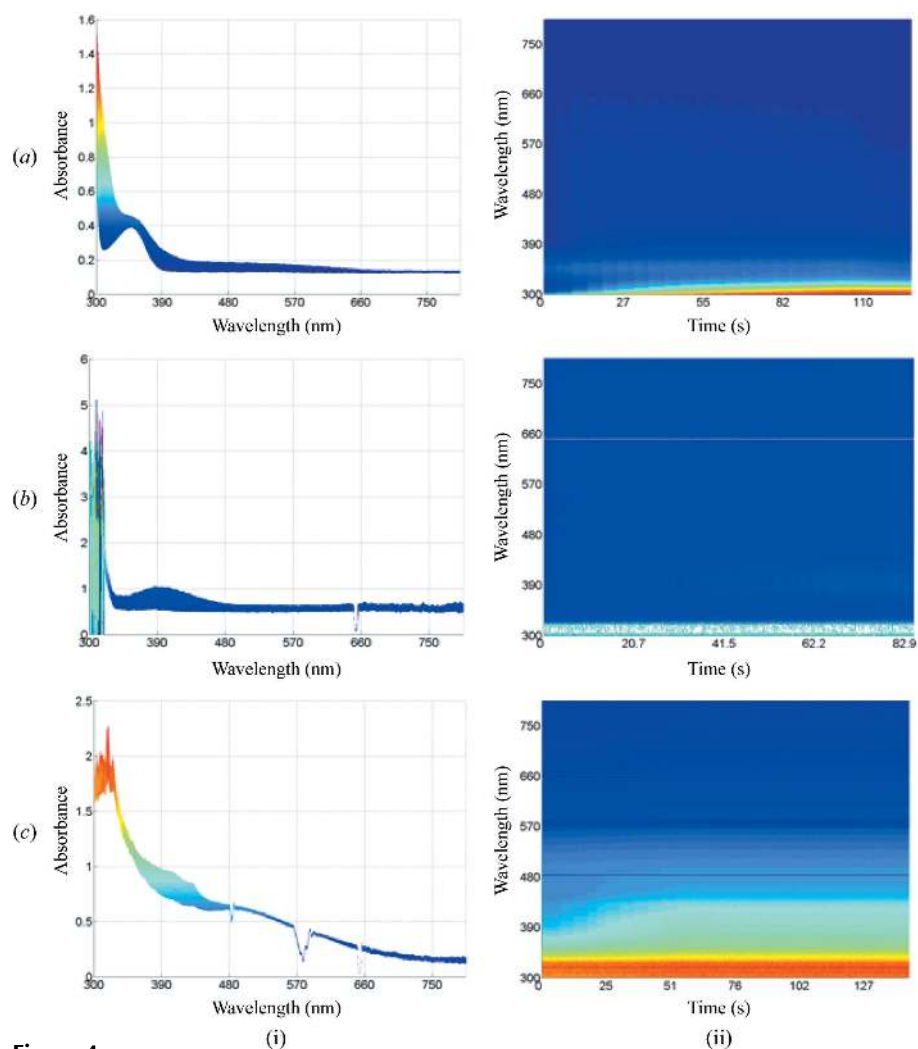 (a)
Absorbance
1.6
1.4
1.2
1
0.8
0.6
0.4
0.2
0
300 390 480 570 660 750
Wavelength (nm)
Wavelength (nm)
750
660
570
480
390
300
0 27 55 82 110
Time (s)
(b)
Absorbance
6
5
4
3
2
1
0
300 390 480 570 660 750
Wavelength (nm)
Wavelength (nm)
750
660
570
480
390
300
0 20.7 41.5 62.2 82.9
Time (s)
(c)
Absorbance
2.5
2
1.5
1
0.5
0
300 390 480 570 660 750
Wavelength (nm)
Wavelength (nm)
750
660
570
480
390
300
0 25 51 76 102 127
Time (s)
(i) (ii)